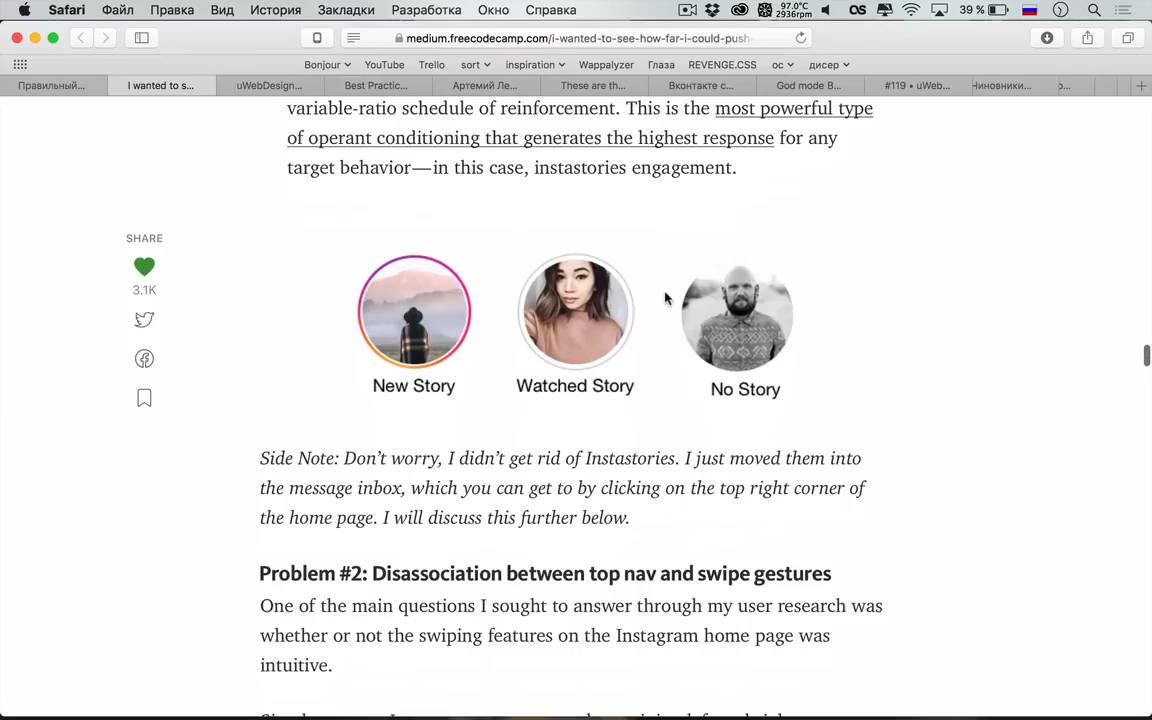 Safari Файл Правка Вид История Закладки Разработка Окно Справка 97.0°C 2936rpm 39 %
medium.freecodecamp.com/i-wanted-to-see-how-far-i-could-push-
Bonjour YouTube Trello sort inspiration Wappalyzer Глаза REVENGE.CSS ос дисер
Правильный... I wanted to s... uWebDesign... Best Practic... Артемий Ле... These are th... Вконтакте с... God mode B... #119 • uWeb... Чиновники...
variable-ratio schedule of reinforcement. This is the most powerful type
of operant conditioning that generates the highest response for any
target behavior—in this case, instastories engagement.
SHARE
3.1K
New Story Watched Story No Story
Side Note: Don’t worry, I didn’t get rid of Instastories. I just moved them into
the message inbox, which you can get to by clicking on the top right corner of
the home page. I will discuss this further below.
Problem #2: Disassociation between top nav and swipe gestures
One of the main questions I sought to answer through my user research was
whether or not the swiping features on the Instagram home page was
intuitive.